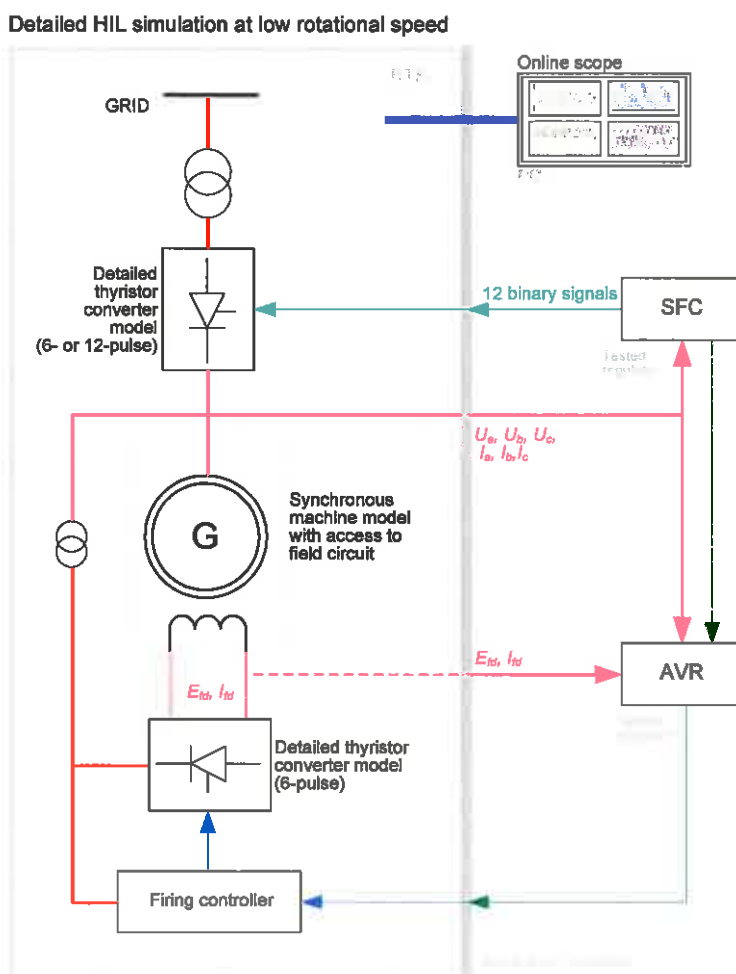 Detailed HIL simulation at low rotational speed
Online scope
GRID
Detailed
thyristor
converter
model
(6- or 12-pulse)
12 binary signals
SFC
Tested
Ua, Ub, Uc,
Ia, Ib, Ic
Synchronous
machine model
with access to
field circuit
G
Efd, Ifd
Efd, Ifd
AVR
Detailed thyristor
converter model
(6-pulse)
Firing controller